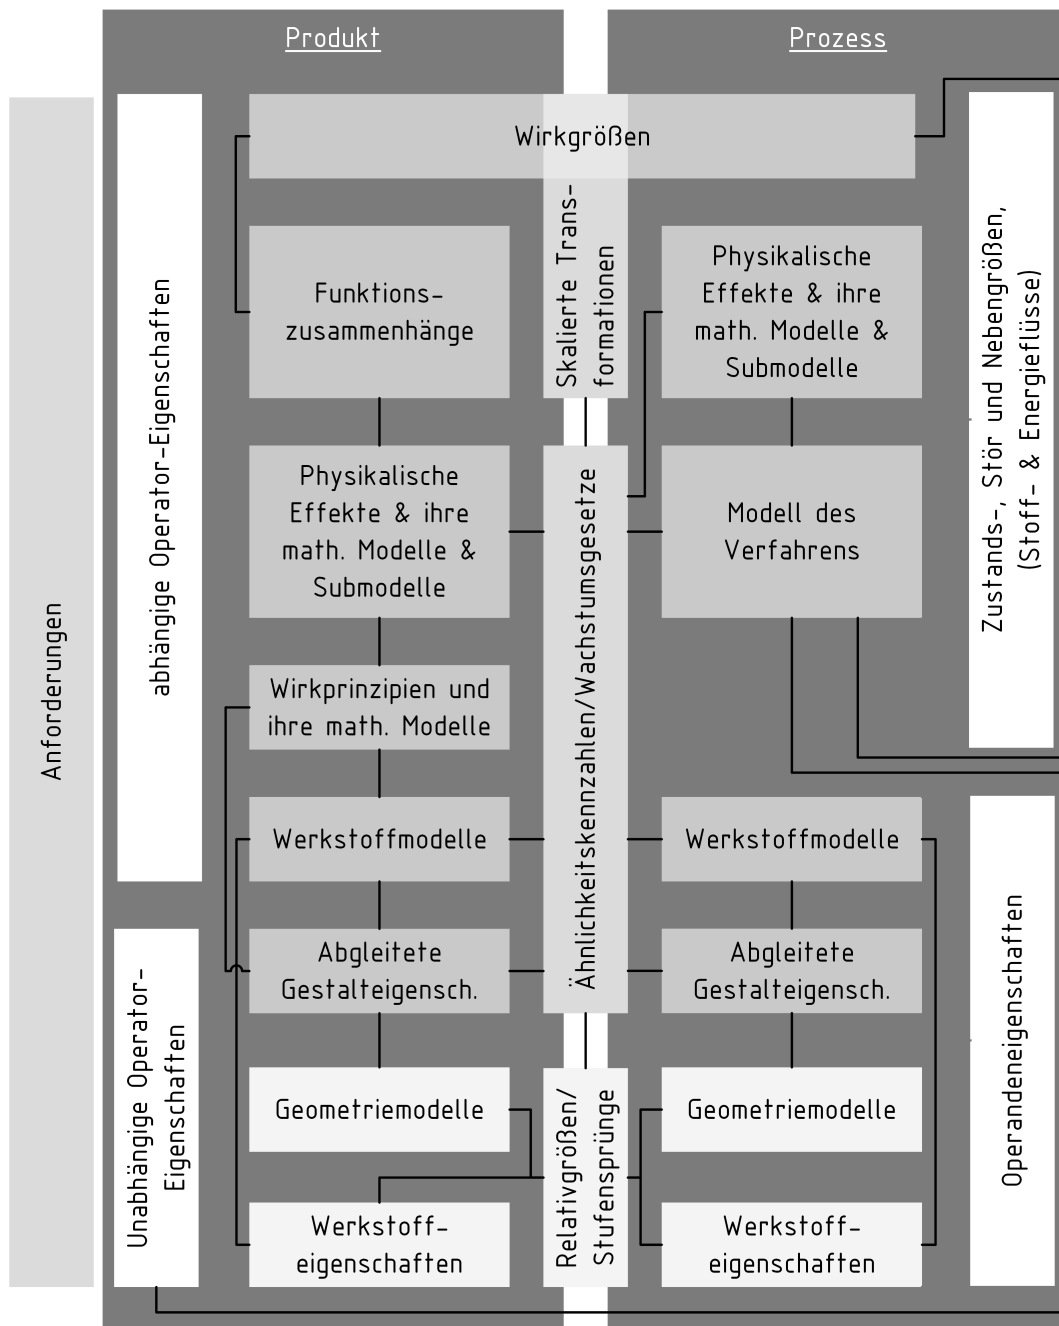 Produkt
Prozess
Wirkgrößen
Anforderungen
abhängige Operator-Eigenschaften
Unabhängige Operator-
Eigenschaften
Funktions-
zusammenhänge
Physikalische
Effekte & ihre
math. Modelle &
Submodelle
Wirkprinzipien und
ihre math. Modelle
Werkstoffmodelle
Abgleitete
Gestalteigensch.
Geometriemodelle
Werkstoff-
eigenschaften
Skalierte Trans-
formationen
Ähnlichkeitskennzahlen/Wachstumsgesetze
Relativgrößen/
Stufensprünge
Physikalische
Effekte & ihre
math. Modelle &
Submodelle
Modell des
Verfahrens
Werkstoffmodelle
Abgleitete
Gestalteigensch.
Geometriemodelle
Werkstoff-
eigenschaften
Zustands-, Stör und Nebengrößen,
(Stoff- & Energieflüsse)
Operandeneigenschaften